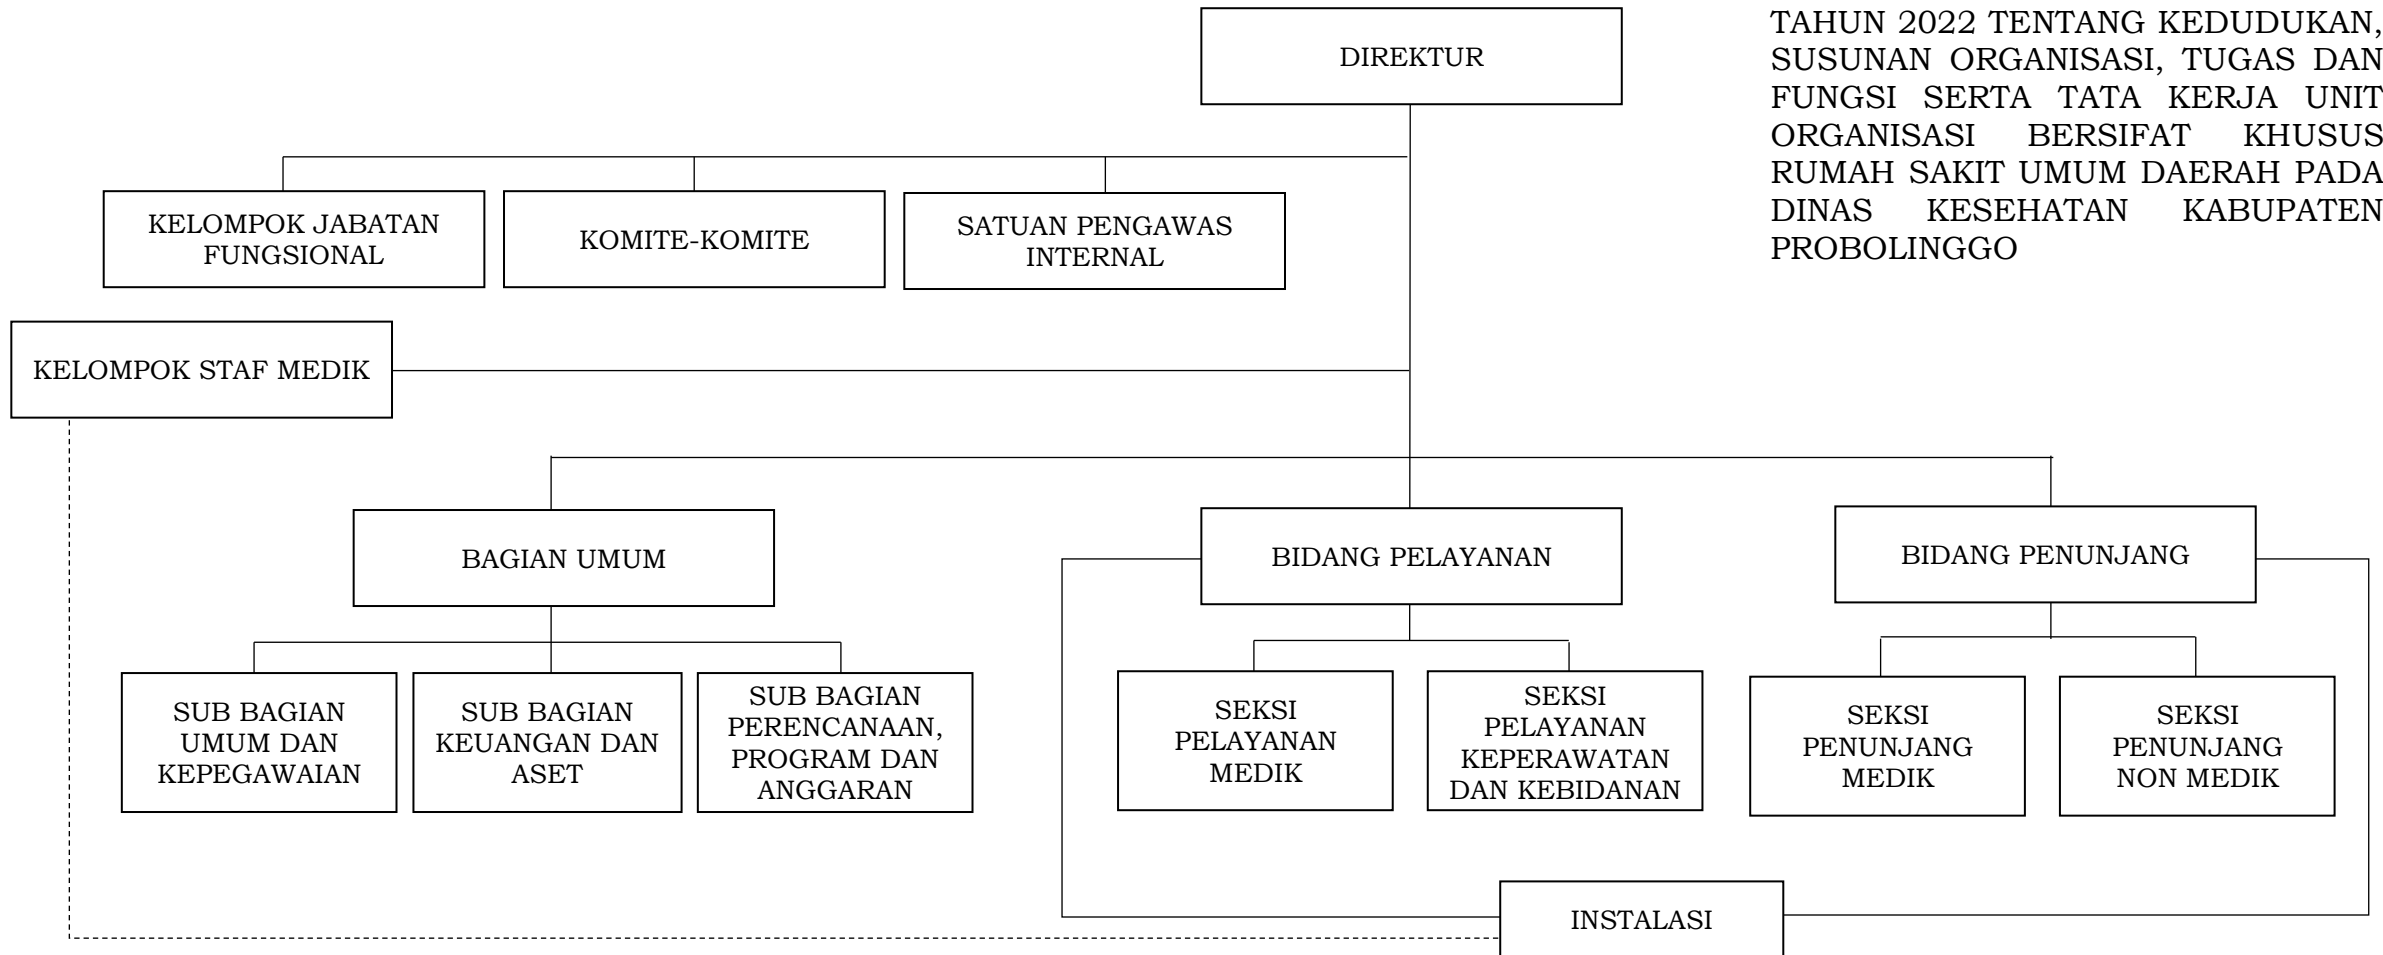 DIREKTUR
TAHUN 2022 TENTANG KEDUDUKAN,
SUSUNAN ORGANISASI, TUGAS DAN
FUNGSI SERTA TATA KERJA UNIT
ORGANISASI BERSIFAT KHUSUS
RUMAH SAKIT UMUM DAERAH PADA
DINAS KESEHATAN KABUPATEN
PROBOLINGGO
KELOMPOK JABATAN
FUNGSIONAL
KOMITE-KOMITE
SATUAN PENGAWAS
INTERNAL
KELOMPOK STAF MEDIK
BAGIAN UMUM
BIDANG PELAYANAN
BIDANG PENUNJANG
SUB BAGIAN
UMUM DAN
KEPEGAWAIAN
SUB BAGIAN
KEUANGAN DAN
ASET
SUB BAGIAN
PERENCANAAN,
PROGRAM DAN
ANGGARAN
SEKSI
PELAYANAN
MEDIK
SEKSI
PELAYANAN
KEPERAWATAN
DAN KEBIDANAN
SEKSI
PENUNJANG
MEDIK
SEKSI
PENUNJANG
NON MEDIK
INSTALASI